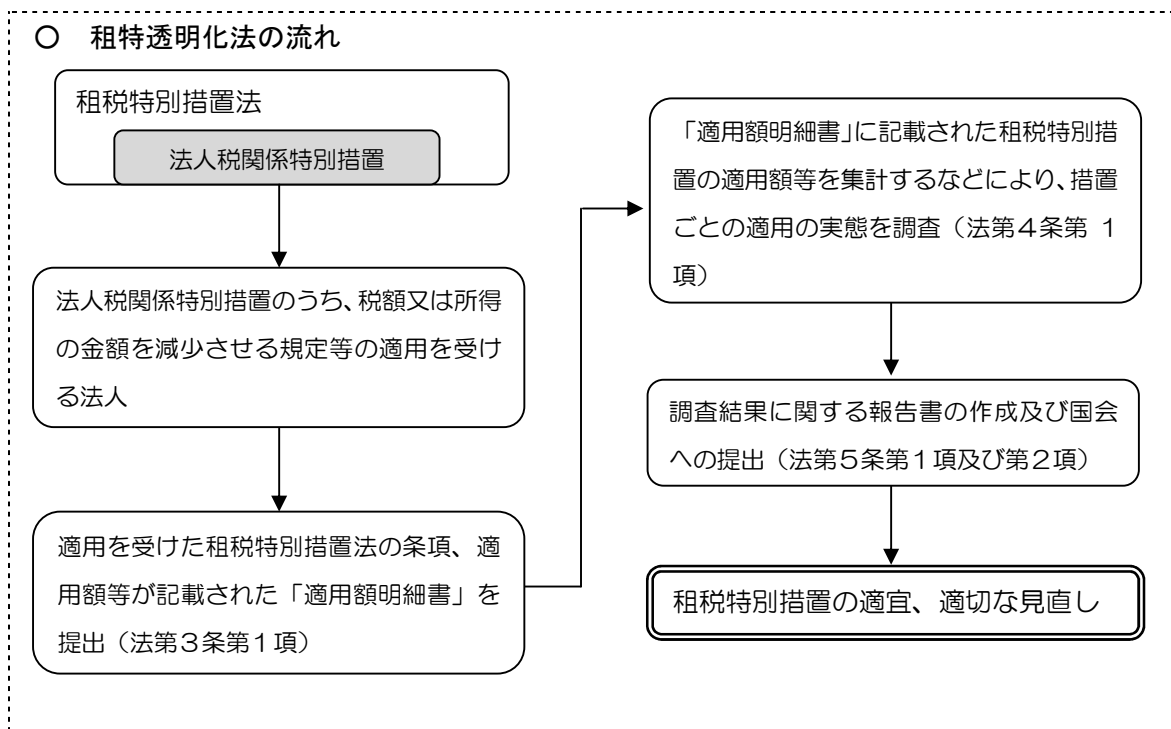 ○ 租特透明化法の流れ
租税特別措置法
法人税関係特別措置
法人税関係特別措置のうち、税額又は所得
の金額を減少させる規定等の適用を受け
る法人
適用を受けた租税特別措置法の条項、適
用額等が記載された「適用額明細書」を
提出（法第３条第１項）
「適用額明細書」に記載された租税特別措
置の適用額等を集計するなどにより、措置
ごとの適用の実態を調査（法第４条第 １
項）
調査結果に関する報告書の作成及び国会
への提出（法第５条第１項及び第２項）
租税特別措置の適宜、適切な見直し